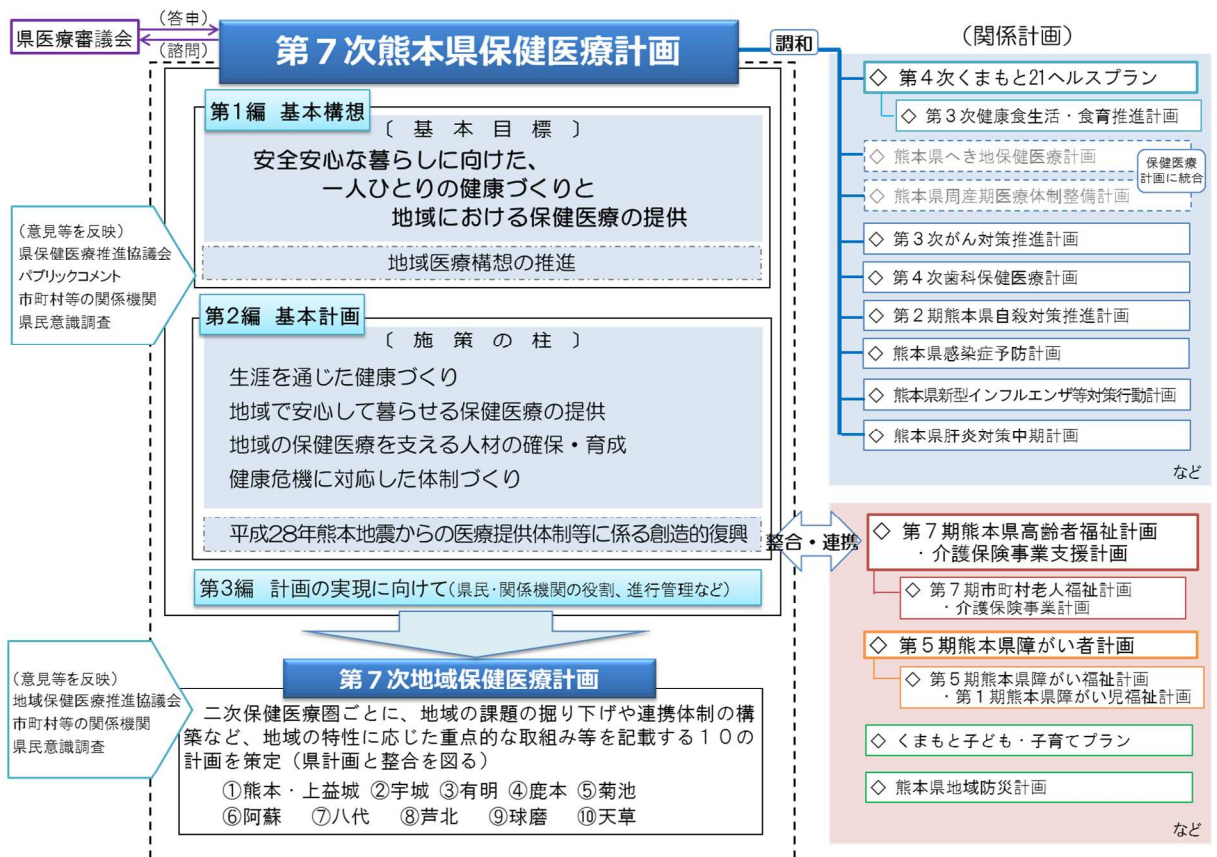 県医療審議会
（答申）
（諮問）
第７次熊本県保健医療計画
調和
（関係計画）
第1編 基本構想
〔 基 本 目 標 〕
安全安心な暮らしに向けた、
一人ひとりの健康づくりと
地域における保健医療の提供
地域医療構想の推進
（意見等を反映）
県保健医療推進協議会
パブリックコメント
市町村等の関係機関
県民意識調査
第2編 基本計画
〔 施 策 の 柱 〕
生涯を通じた健康づくり
地域で安心して暮らせる保健医療の提供
地域の保健医療を支える人材の確保・育成
健康危機に対応した体制づくり
平成28年熊本地震からの医療提供体制等に係る創造的復興
第3編 計画の実現に向けて（県民・関係機関の役割、進行管理など）
第７次地域保健医療計画
二次保健医療圏ごとに、地域の課題の掘り下げや連携体制の構
築など、地域の特性に応じた重点的な取組み等を記載する１０の
計画を策定（県計画と整合を図る）
①熊本・上益城 ②宇城 ③有明 ④鹿本 ⑤菊池
⑥阿蘇 ⑦八代 ⑧芦北 ⑨球磨 ⑩天草
（意見等を反映）
地域保健医療推進協議会
市町村等の関係機関
県民意識調査
◇ 第４次くまもと21ヘルスプラン
◇ 第３次健康食生活・食育推進計画
◇ 熊本県へき地保健医療計画
◇ 熊本県周産期医療体制整備計画
保健医療
計画に統合
◇ 第３次がん対策推進計画
◇ 第４次歯科保健医療計画
◇ 第２期熊本県自殺対策推進計画
◇ 熊本県感染症予防計画
◇ 熊本県新型インフルエンザ等対策行動計画
◇ 熊本県肝炎対策中期計画
など
整合・連携
◇ 第７期熊本県高齢者福祉計画
・介護保険事業支援計画
◇ 第７期市町村老人福祉計画
・介護保険事業計画
◇ 第５期熊本県障がい者計画
◇ 第５期熊本県障がい福祉計画
・第１期熊本県障がい児福祉計画
◇ くまもと子ども・子育てプラン
◇ 熊本県地域防災計画
など